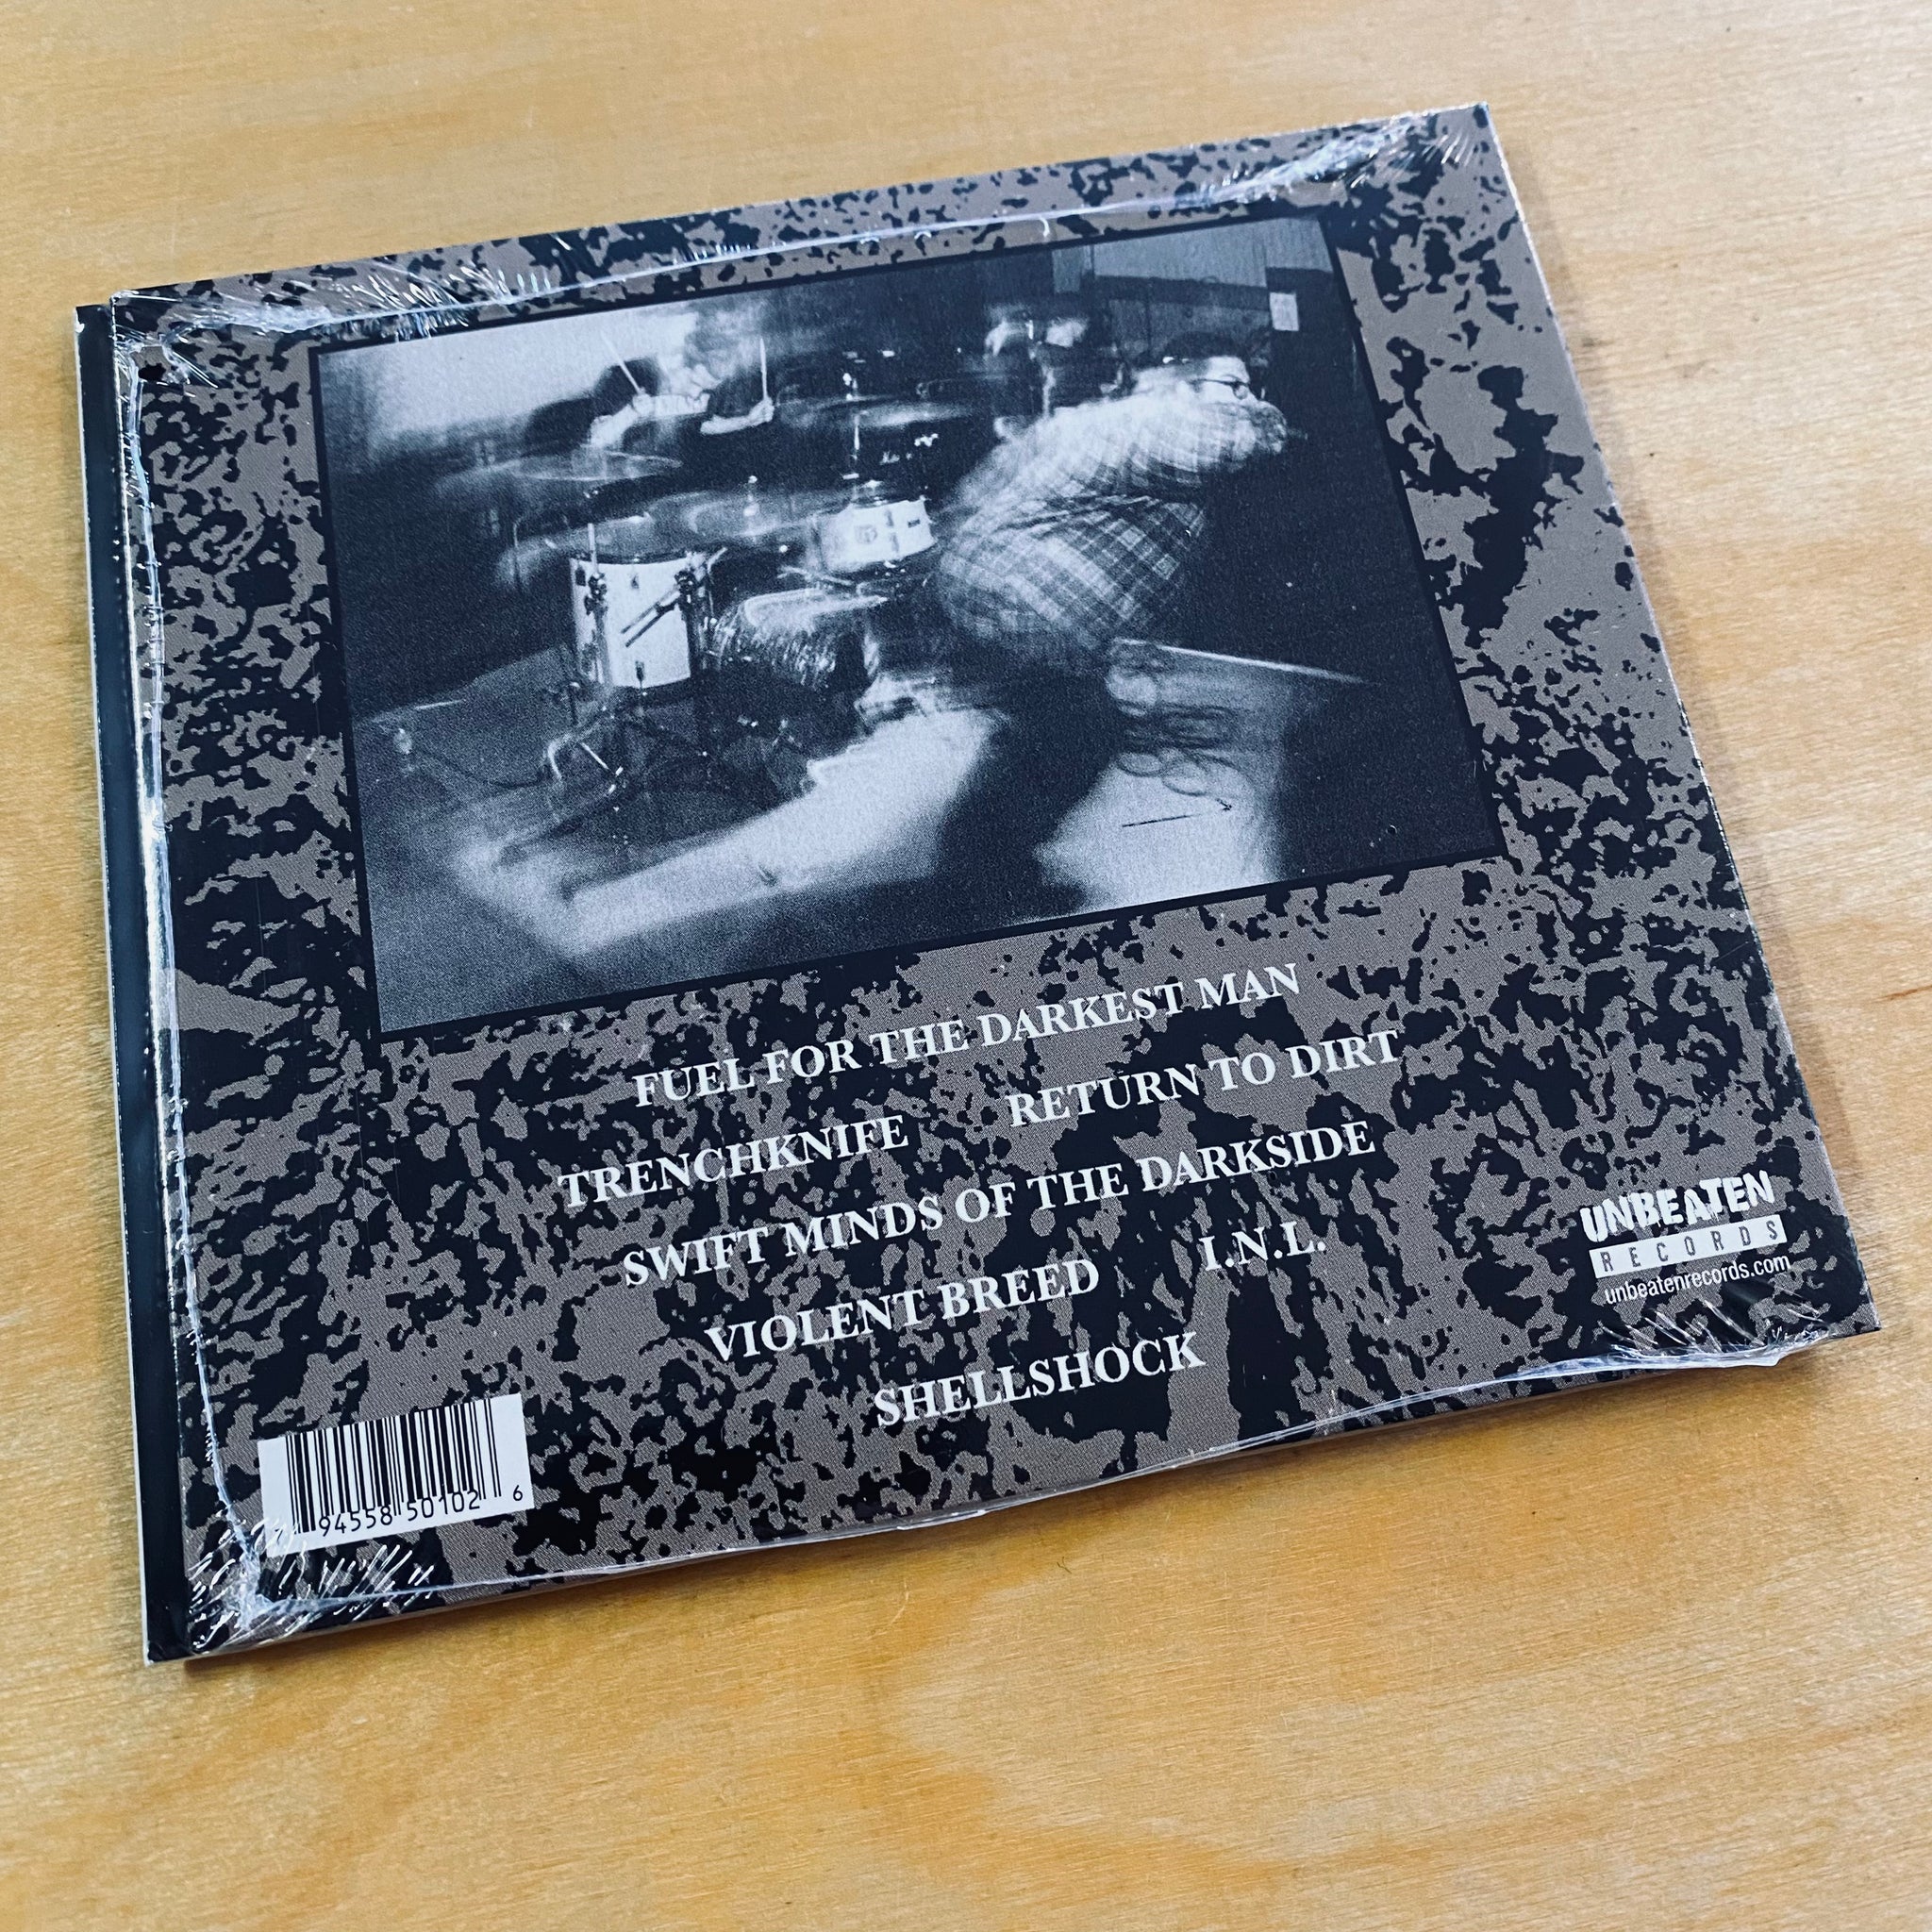 FUEL FOR THE DARKEST MAN
TRENCHKNIFE RETURN TO DIRT
SWIFT MINDS OF THE DARKSIDE
VIOLENT BREED I.N.L.
SHELLSHOCK
UNBEATEN
RECORDS
unbeatenrecords.com
94558 50102 6